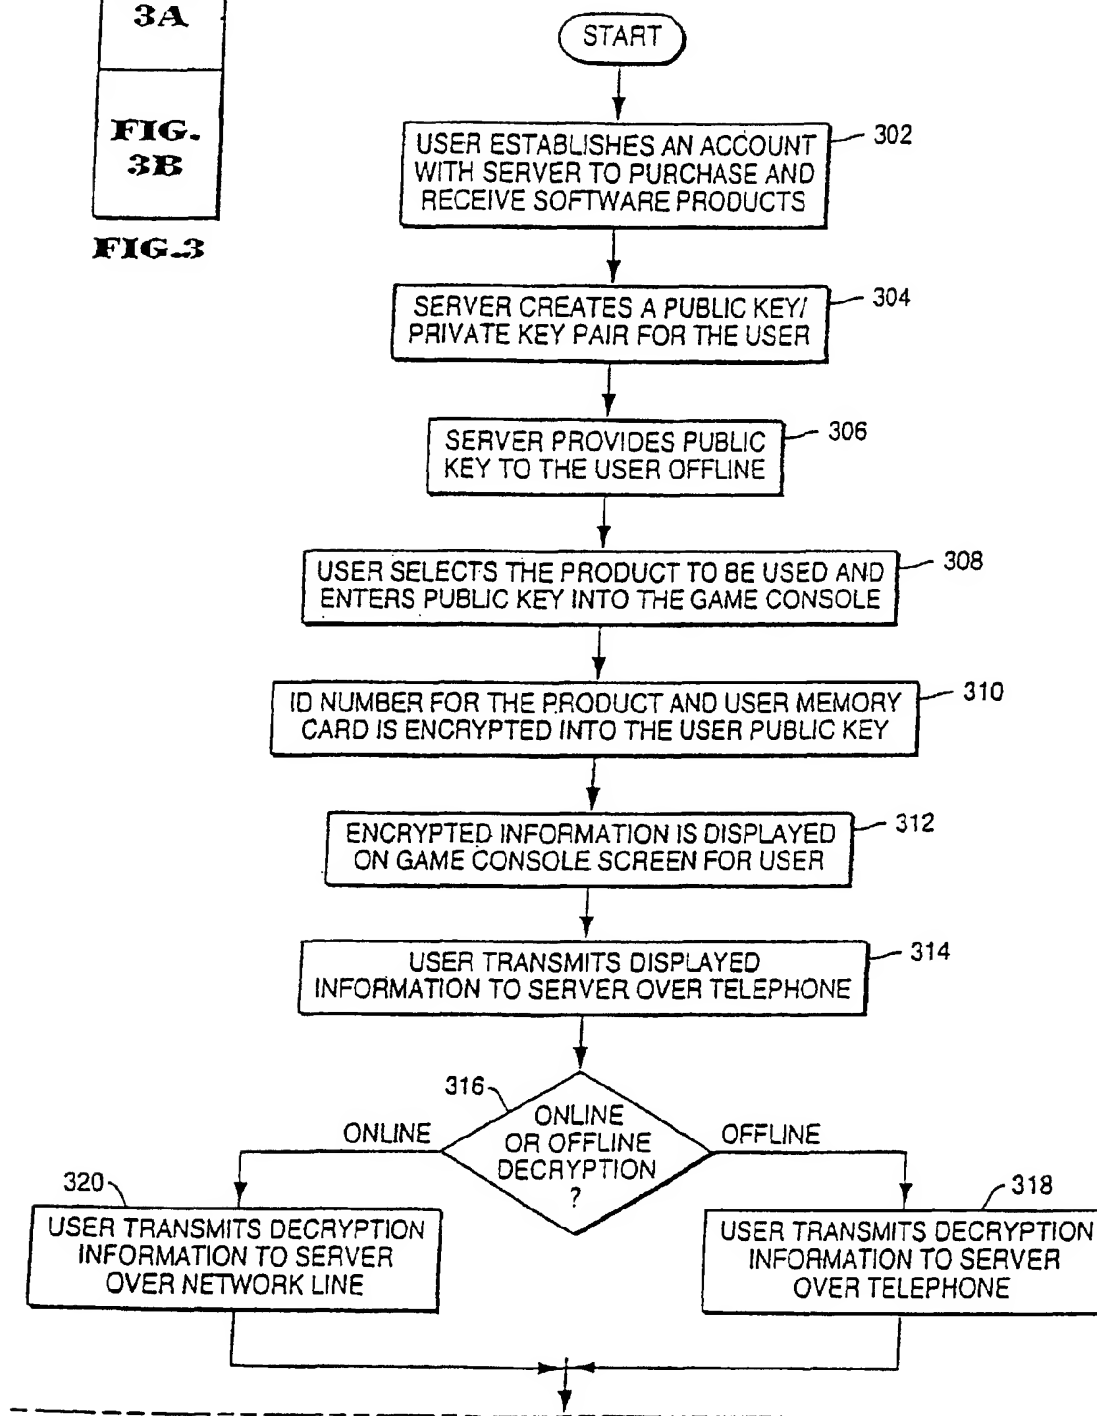 3A
FIG.
3B
FIG.3
START
302
USER ESTABLISHES AN ACCOUNT
WITH SERVER TO PURCHASE AND
RECEIVE SOFTWARE PRODUCTS
304
SERVER CREATES A PUBLIC KEY/
PRIVATE KEY PAIR FOR THE USER
306
SERVER PROVIDES PUBLIC
KEY TO THE USER OFFLINE
308
USER SELECTS THE PRODUCT TO BE USED AND
ENTERS PUBLIC KEY INTO THE GAME CONSOLE
310
ID NUMBER FOR THE PRODUCT AND USER MEMORY
CARD IS ENCRYPTED INTO THE USER PUBLIC KEY
312
ENCRYPTED INFORMATION IS DISPLAYED
ON GAME CONSOLE SCREEN FOR USER
314
USER TRANSMITS DISPLAYED
INFORMATION TO SERVER OVER TELEPHONE
316
ONLINE
OR OFFLINE
DECRYPTION
?
ONLINE
OFFLINE
320
USER TRANSMITS DECRYPTION
INFORMATION TO SERVER
OVER NETWORK LINE
318
USER TRANSMITS DECRYPTION
INFORMATION TO SERVER
OVER TELEPHONE